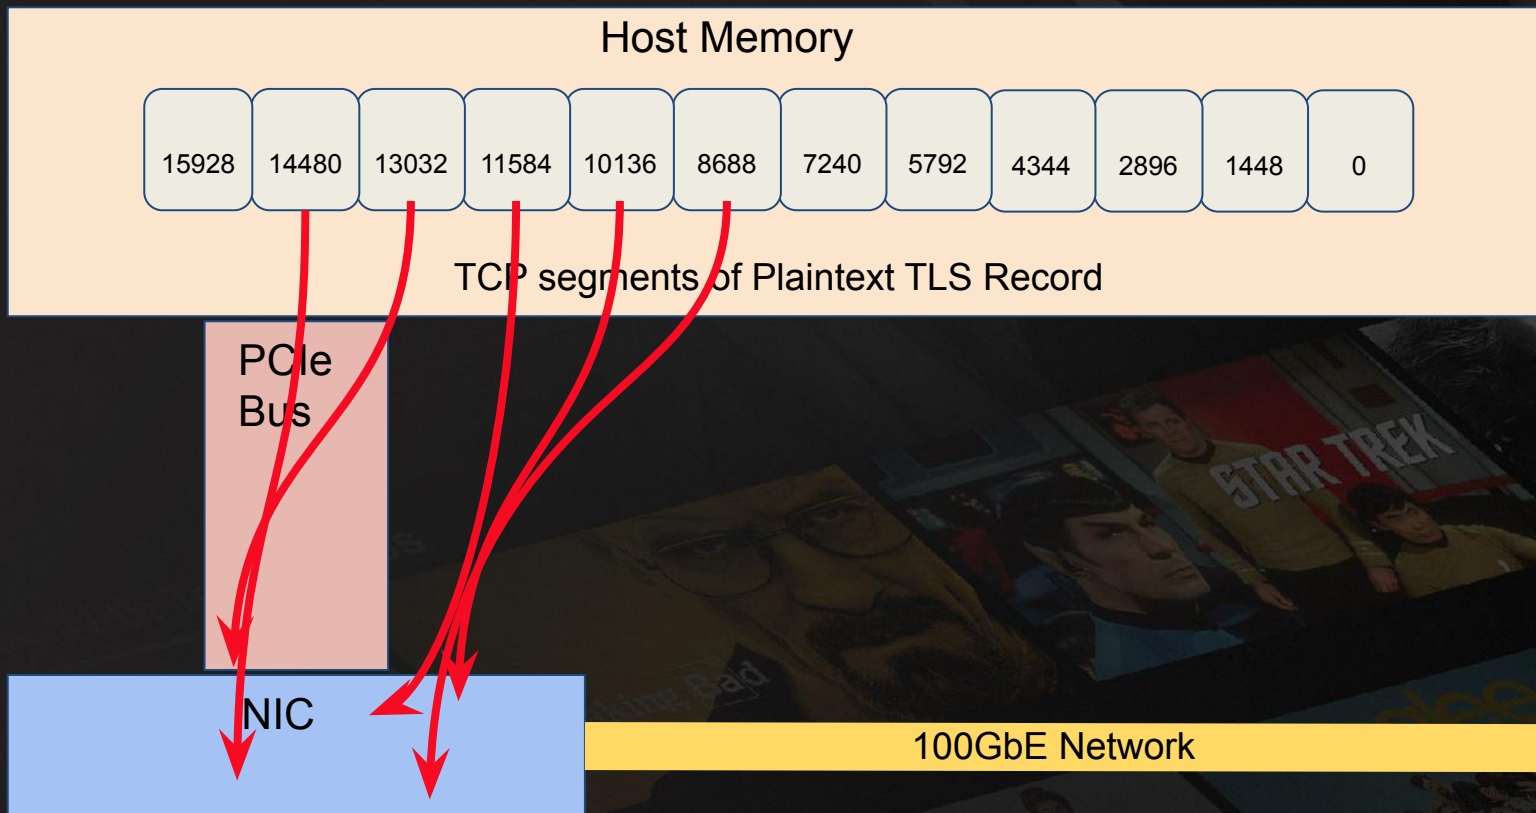 Host Memory
15928 14480 13032 11584 10136 8688 7240 5792 4344 2896 1448 0
TCP segments of Plaintext TLS Record
PCIe
Bus
STAR TREK
NIC
100GbE Network